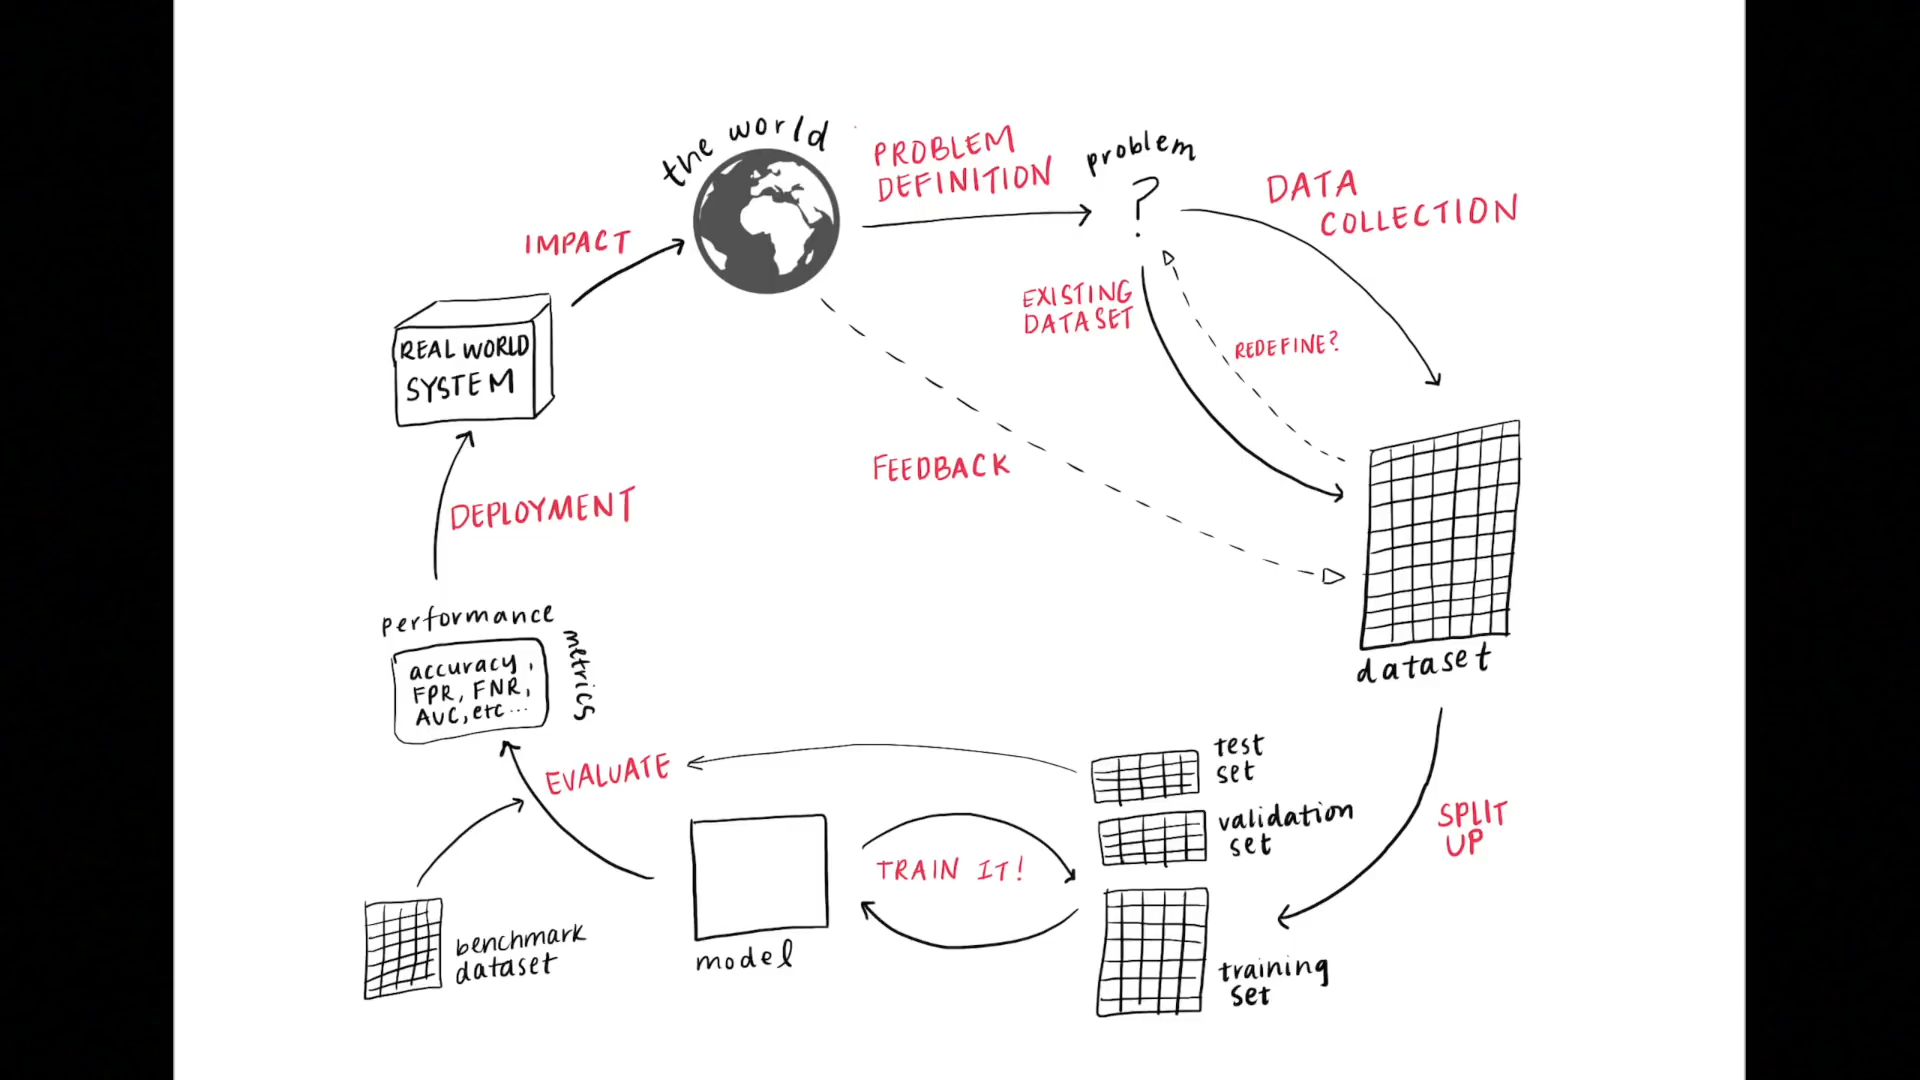 the world
PROBLEM
DEFINITION
problem
?
DATA
COLLECTION
IMPACT
EXISTING
DATASET
REDEFINE?
REAL WORLD
SYSTEM
FEEDBACK
DEPLOYMENT
performance
metrics
accuracy,
FPR, FNR,
AUC, etc...
dataset
EVALUATE
test
set
validation
set
SPLIT
UP
TRAIN IT!
benchmark
dataset
model
training
set